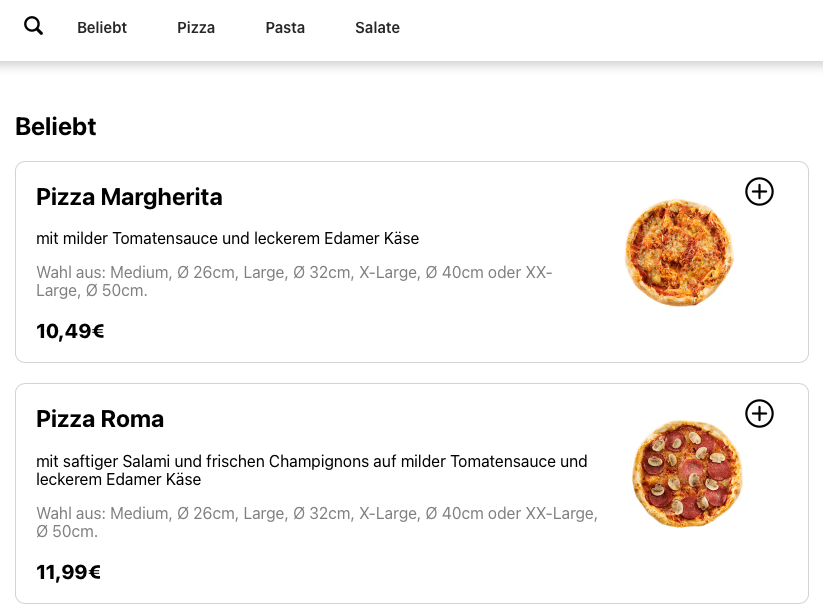 Beliebt Pizza Pasta Salate
Beliebt
Pizza Margherita
mit milder Tomatensauce und leckerem Edamer Käse
Wahl aus: Medium, Ø 26cm, Large, Ø 32cm, X-Large, Ø 40cm oder XX-
Large, Ø 50cm.
10,49€
Pizza Roma
mit saftiger Salami und frischen Champignons auf milder Tomatensauce und
leckerem Edamer Käse
Wahl aus: Medium, Ø 26cm, Large, Ø 32cm, X-Large, Ø 40cm oder XX-Large,
Ø 50cm.
11,99€